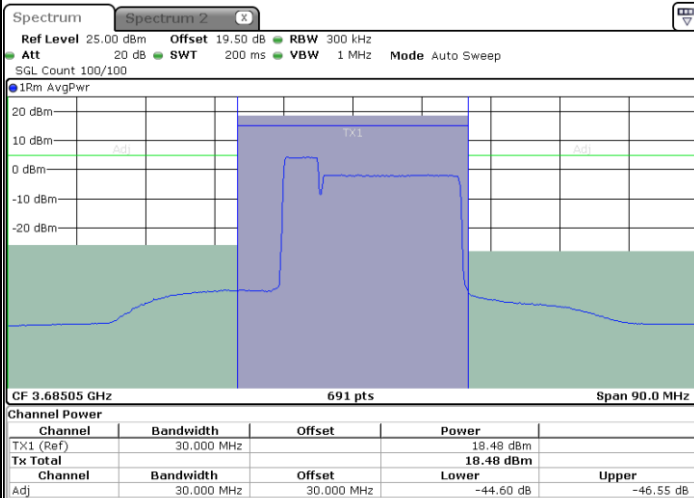 Spectrum Spectrum 2 X
Ref Level 25.00 dBm Offset 19.50 dB RBW 300 kHz
Att 20 dB SWT 200 ms VBW 1 MHz Mode Auto Sweep
SGL Count 100/100
1Rm AvgPwr
20 dBm
TX1
10 dBm
Adj Adj
0 dBm
-10 dBm
-20 dBm
CF 3.68505 GHz 691 pts Span 90.0 MHz
Channel Power
Channel Bandwidth Offset Power
TX1 (Ref) 30.000 MHz 18.48 dBm
Tx Total 18.48 dBm
Channel Bandwidth Offset Lower Upper
Adj 30.000 MHz 30.000 MHz -44.60 dB -46.55 dB